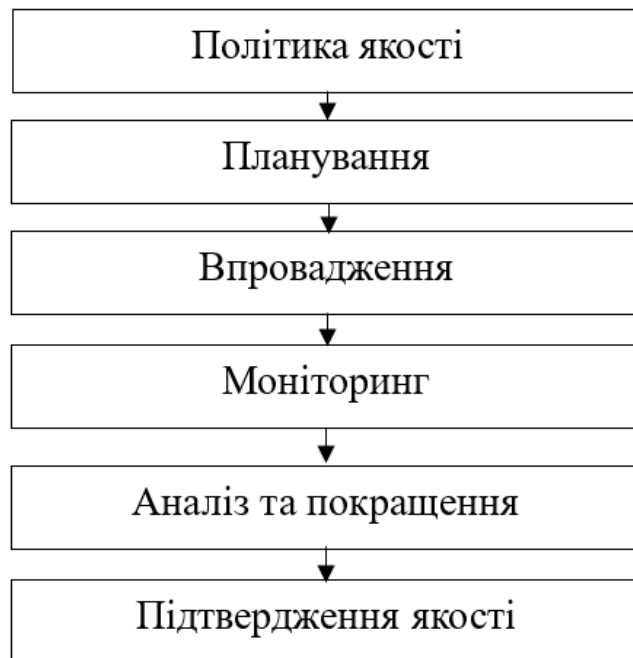 Політика якості
Планування
Впровадження
Моніторинг
Аналіз та покращення
Підтвердження якості